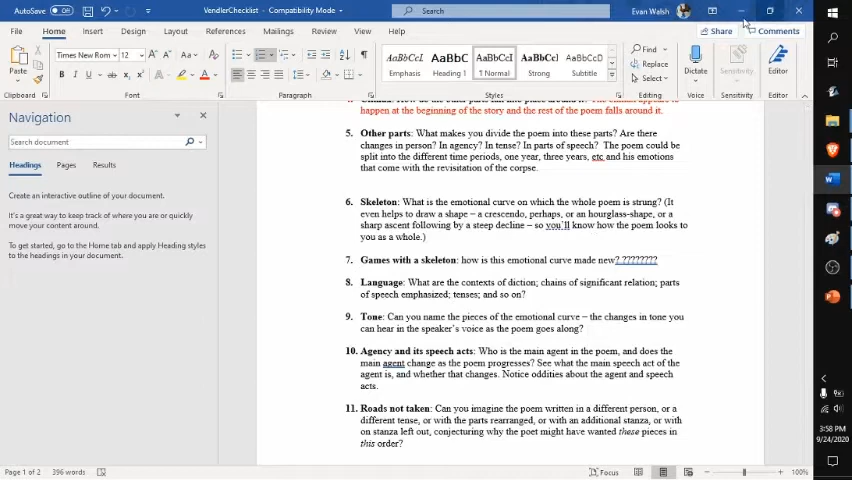 AutoSave Off VendlerChecklist - Compatibility Mode Search Evan Walsh
File Home Insert Draw Design Layout References Mailings Review View Help Share Comments
Paste Times New Rom 12 A A Aa AaBbCcI AaBbC AaBbCcI AaBbCcl AaBbCcI Find Replace Select Dictate Sensitivity Editor
B I U ab A Emphasis Heading 1 1 Normal Strong Subtitle
Clipboard Font Paragraph Styles Editing Voice Sensitivity Editor
Navigation
Search document
Headings Pages Results
Create an interactive outline of your document.
It's a great way to keep track of where you are or quickly
move your content around.
To get started, go to the Home tab and apply Heading styles
to the headings in your document.
happen at the beginning of the story and the rest of the poem falls around it.
5. Other parts: What makes you divide the poem into these parts? Are there
changes in person? In agency? In tense? In parts of speech? The poem could be
split into the different time periods, one year, three years, etc and his emotions
that come with the revisitation of the corpse.
6. Skeleton: What is the emotional curve on which the whole poem is strung? (It
even helps to draw a shape – a crescendo, perhaps, or an hourglass-shape, or a
sharp ascent following by a steep decline – so you'll know how the poem looks to
you as a whole.)
7. Games with a skeleton: how is this emotional curve made new?.????????
8. Language: What are the contexts of diction; chains of significant relation; parts
of speech emphasized; tenses; and so on?
9. Tone: Can you name the pieces of the emotional curve – the changes in tone you
can hear in the speaker's voice as the poem goes along?
10. Agency and its speech acts: Who is the main agent in the poem, and does the
main agent change as the poem progresses? See what the main speech act of the
agent is, and whether that changes. Notice oddities about the agent and speech
acts.
11. Roads not taken: Can you imagine the poem written in a different person, or a
different tense, or with the parts rearranged, or with an additional stanza, or with
on stanza left out, conjecturing why the poet might have wanted these pieces in
this order?
Page 1 of 2 396 words Focus 100%
3:58 PM
9/24/2020